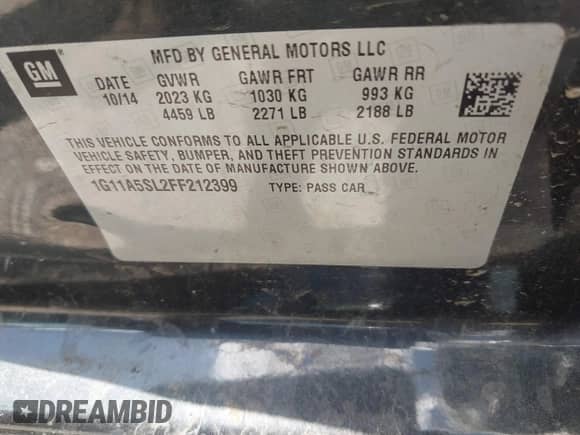 GM
MFD BY GENERAL MOTORS LLC
DATE GVWR GAWR FRT GAWR RR
10/14 2023 KG 1030 KG 993 KG
4459 LB 2271 LB 2188 LB
THIS VEHICLE CONFORMS TO ALL APPLICABLE U.S. FEDERAL MOTOR
VEHICLE SAFETY, BUMPER, AND THEFT PREVENTION STANDARDS IN
EFFECT ON THE DATE OF MANUFACTURE SHOWN ABOVE.
1G11A5SL2FF212399 TYPE: PASS CAR
DREAMBID